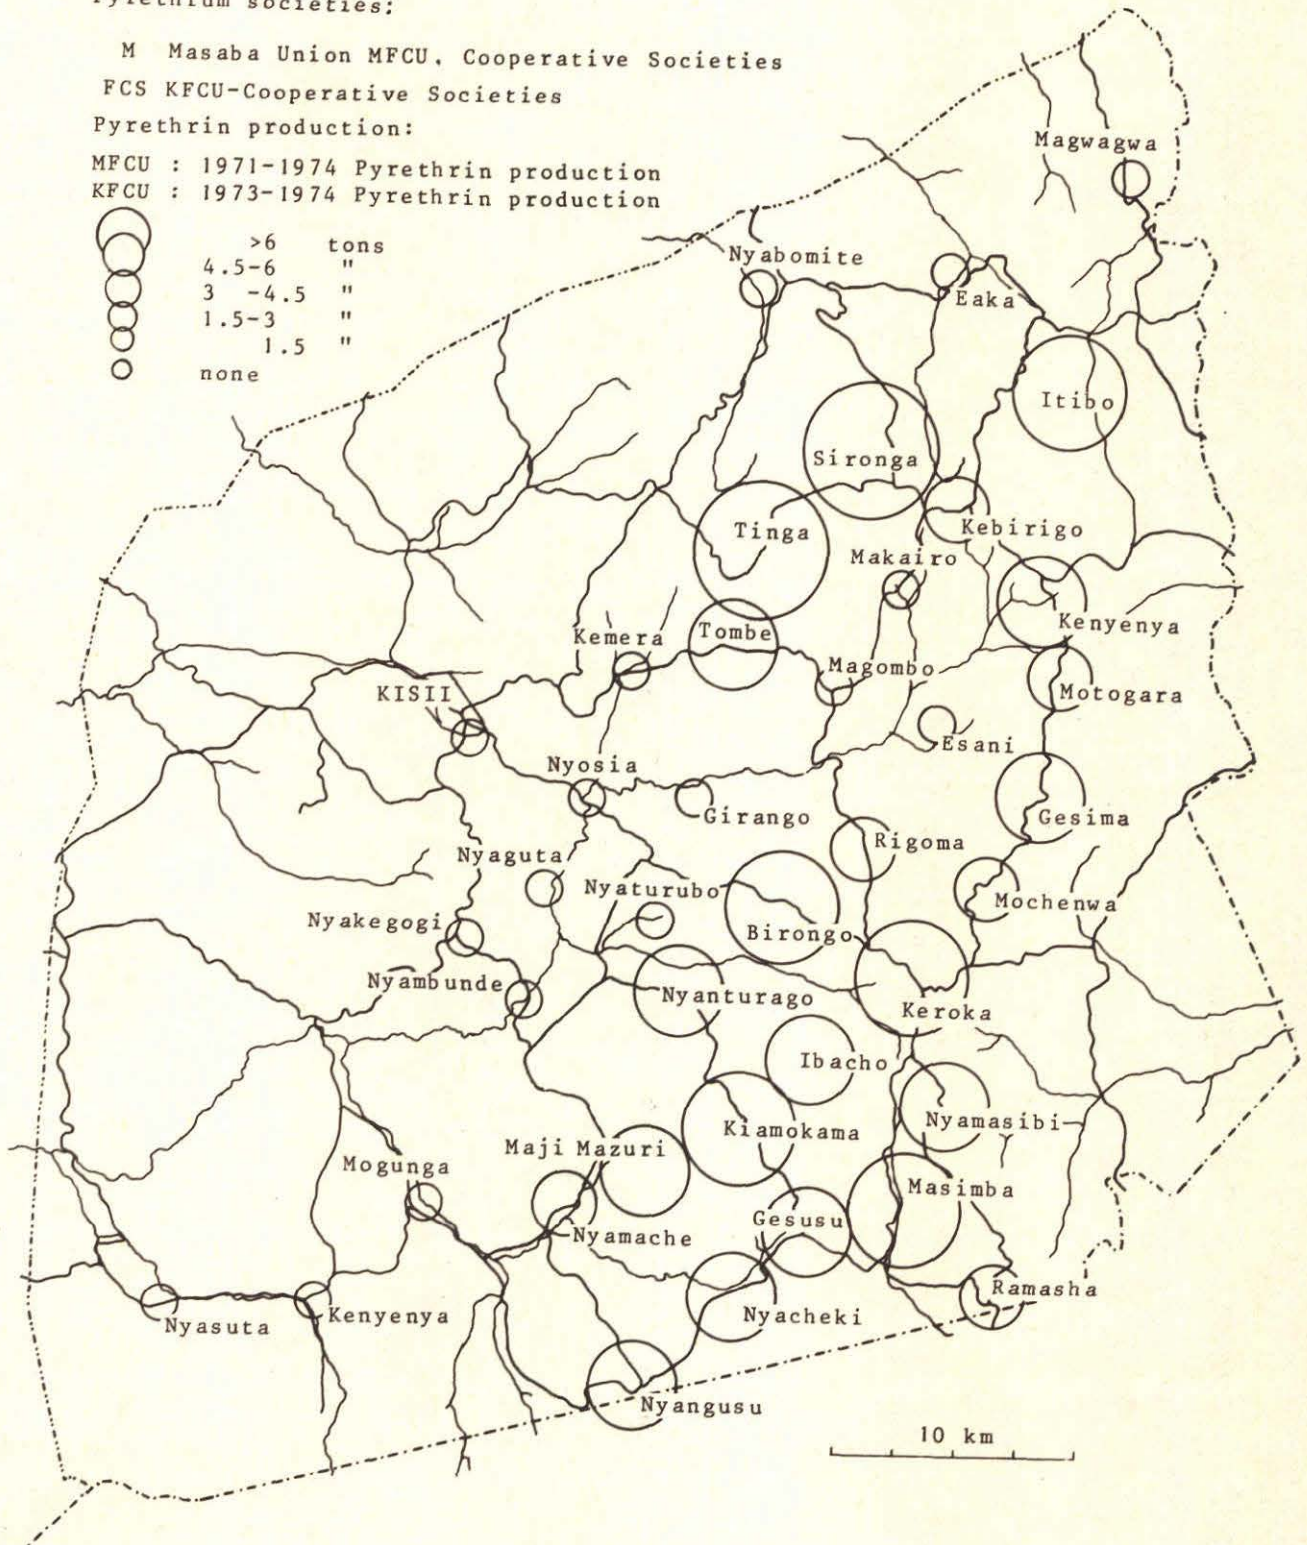 Pyrethrum societies:
M Masaba Union MFCU. Cooperative Societies
FCS KFCU-Cooperative Societies
Pyrethrin production:
MFCU : 1971-1974 Pyrethrin production
KFCU : 1973-1974 Pyrethrin production
>6 tons
4.5-6 "
3 -4.5 "
1.5-3 "
1.5 "
none
Magwagwa
Nyabomite
Eaka
Itibo
Sironga
Tinga
Kebirigo
Makairo
Kenyenya
Kemera
Tombe
Magombo
KISII
Motogara
Esani
Nyosia
Girango
Gesima
Rigoma
Nyaguta
Nyaturubo
Mochenwa
Nyakegogi
Birongo
Nyambunde
Nyanturago
Keroka
Ibacho
Nyamasibi
Kiamokama
Maji Mazuri
Mogunga
Masimba
Gesusu
Nyamache
Ramasha
Nyasuta
Kenyenya
Nyacheki
Nyangusu
10 km